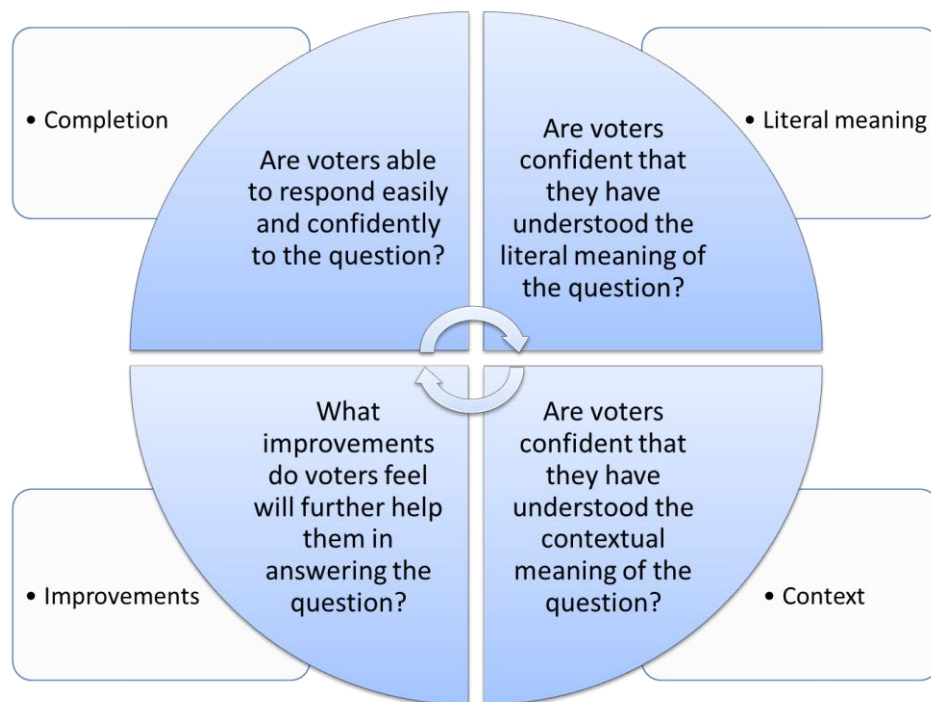 • Completion
Are voters able
to respond easily
and confidently
to the question?
Are voters
confident that
they have
understood the
literal meaning of
the question?
• Literal meaning
What
improvements
do voters feel
will further help
them in
answering the
question?
• Improvements
Are voters
confident that
they have
understood the
contextual
meaning of the
question?
• Context